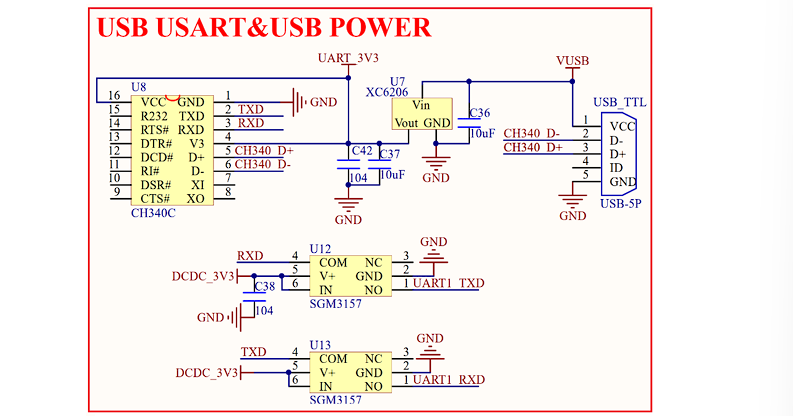 USB USART&USB POWER
UART_3V3
VUSB
U8
U7
XC6206
USB_TTL
16 VCC GND 1 GND
15 R232 TXD 2 TXD
14 RTS# RXD 3 RXD
13 DTR# V3 4
12 DCD# D+ 5 CH340 D+
11 RI# D- 6 CH340 D-
10 DSR# XI 7
9 CTS# XO 8
CH340C
Vin
Vout GND
C36
10uF
GND
C42
104
C37
10uF
GND
1 VCC
CH340 D- 2 D-
CH340 D+ 3 D+
4 ID
5 GND
GND
USB-5P
U12
GND
RXD 4 COM NC 3
DCDC_3V3 5 V+ GND 2
6 IN NO 1 UART1_TXD
SGM3157
C38
104
GND
U13
GND
TXD 4 COM NC 3
DCDC_3V3 5 V+ GND 2
6 IN NO 1 UART1_RXD
SGM3157